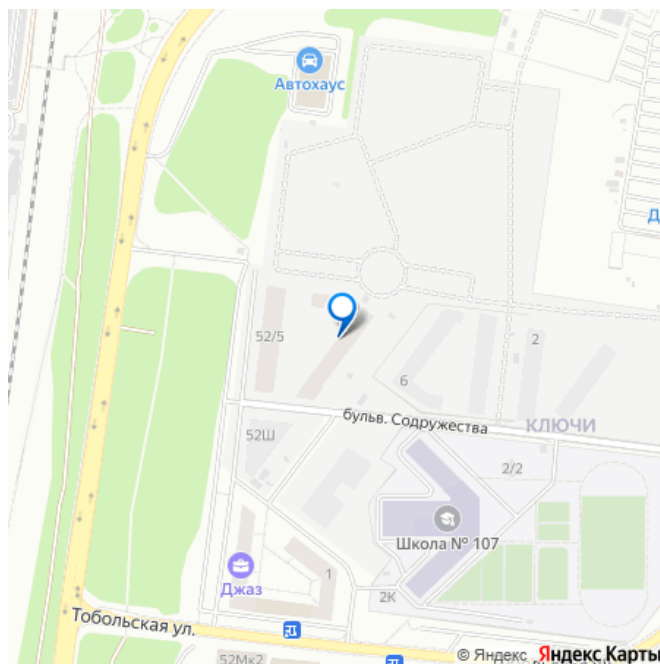 Автохаус
Д
52/5
2
6
бульв. Содружества
КЛЮЧИ
52Ш
2/2
Школа № 107
Джаз
1
2К
Тобольская ул.
52Мк2
© Яндекс Яндекс Карты